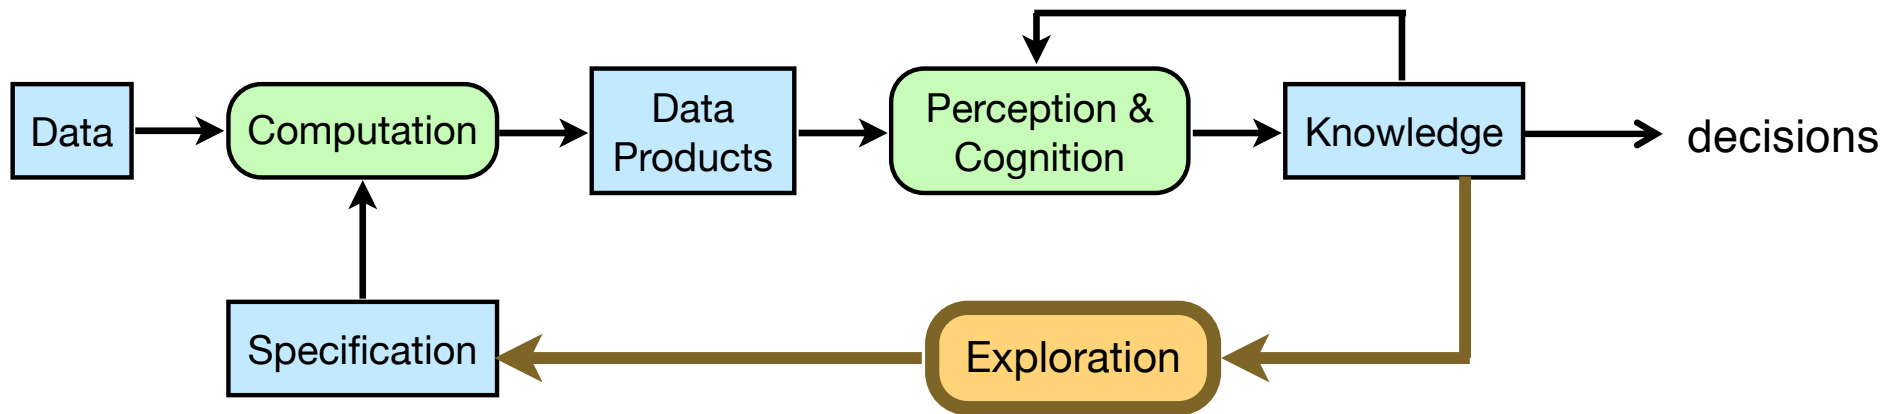 Data
Computation
Data
Products
Perception &
Cognition
Knowledge
decisions
Specification
Exploration